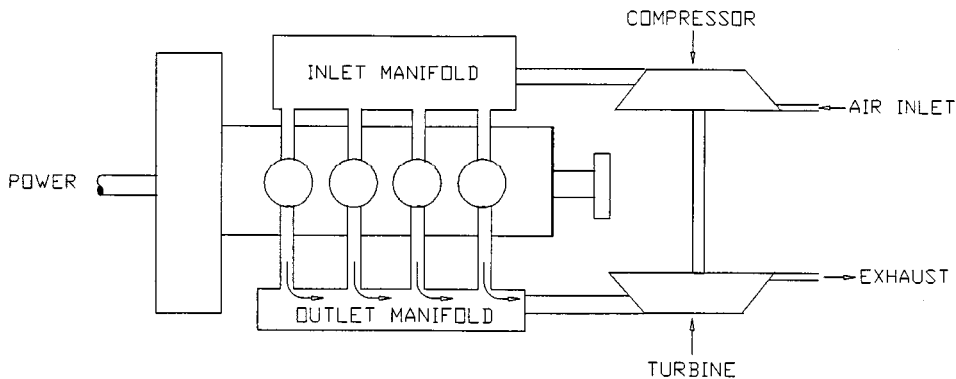 COMPRESSOR
INLET MANIFOLD
AIR INLET
POWER
EXHAUST
OUTLET MANIFOLD
TURBINE